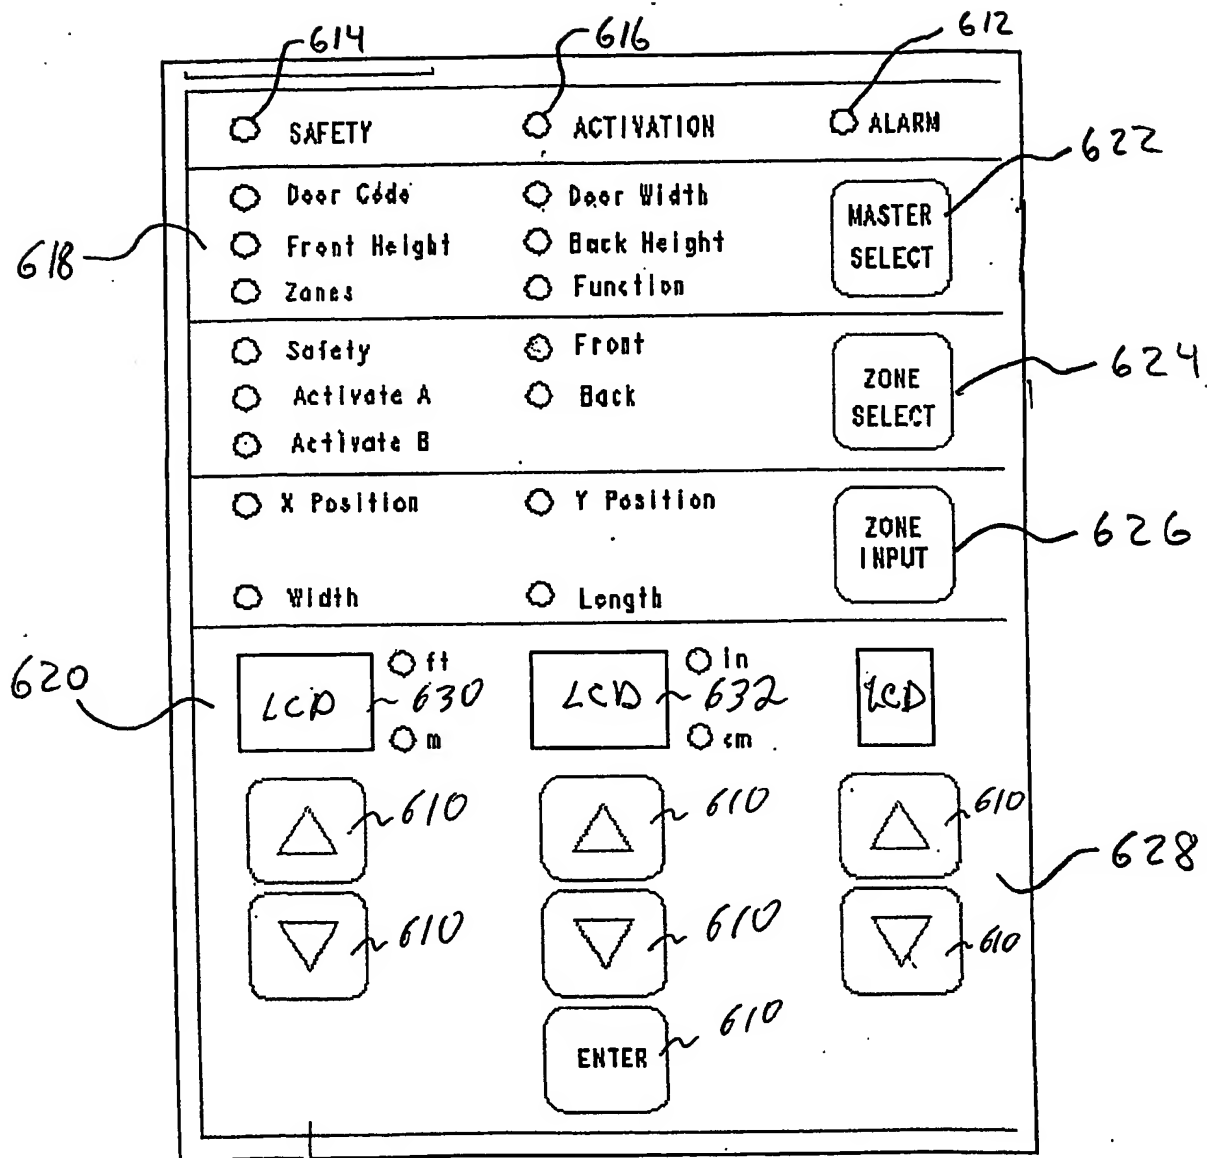 614 616 612
SAFETY ACTIVATION ALARM
622
Door Code Door Width MASTER
618 Front Height Back Height SELECT
Zones Function
Safety Front ZONE 624
Activate A Back SELECT
Activate B
X Position Y Position ZONE
INPUT 626
Width Length
620 ft in
LCD 630 LCD 632 LCD
m cm
610 610 610
628
610 610 610
610
ENTER